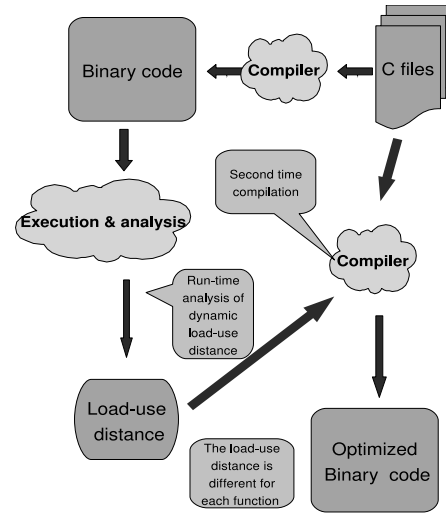 Binary code
Compiler
C files
Second time
compilation
Execution & analysis
Compiler
Run-time
analysis of
dynamic
load-use
distance
Load-use
distance
The load-use
distance is
different for
each function
Optimized
Binary code